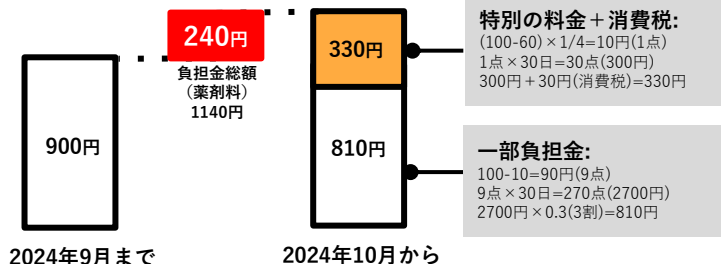 240円
負担金総額
（薬剤料）
1140円
900円
2024年9月まで
330円
810円
2024年10月から
特別の料金＋消費税:
(100-60)×1/4=10円(1点)
1点×30日=30点(300円)
300円＋30円(消費税)=330円
一部負担金:
100-10=90円(9点)
9点×30日=270点(2700円)
2700円×0.3(3割)=810円